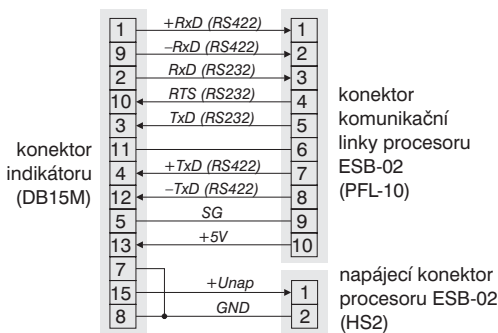 1 +RxD (RS422) 1
9 −RxD (RS422) 2
2 RxD (RS232) 3
10 RTS (RS232) 4
3 TxD (RS232) 5
11 6
4 +TxD (RS422) 7
12 −TxD (RS422) 8
5 SG 9
13 +5V 10
7
15 +Unap 1
8 GND 2
konektor
indikátoru
(DB15M)
konektor
komunikační
linky procesoru
ESB-02
(PFL-10)
napájecí konektor
procesoru ESB-02
(HS2)